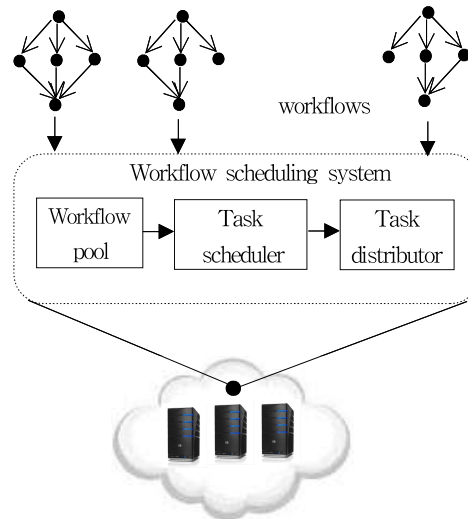 workflows
Workflow scheduling system
Workflow
pool
Task
scheduler
Task
distributor